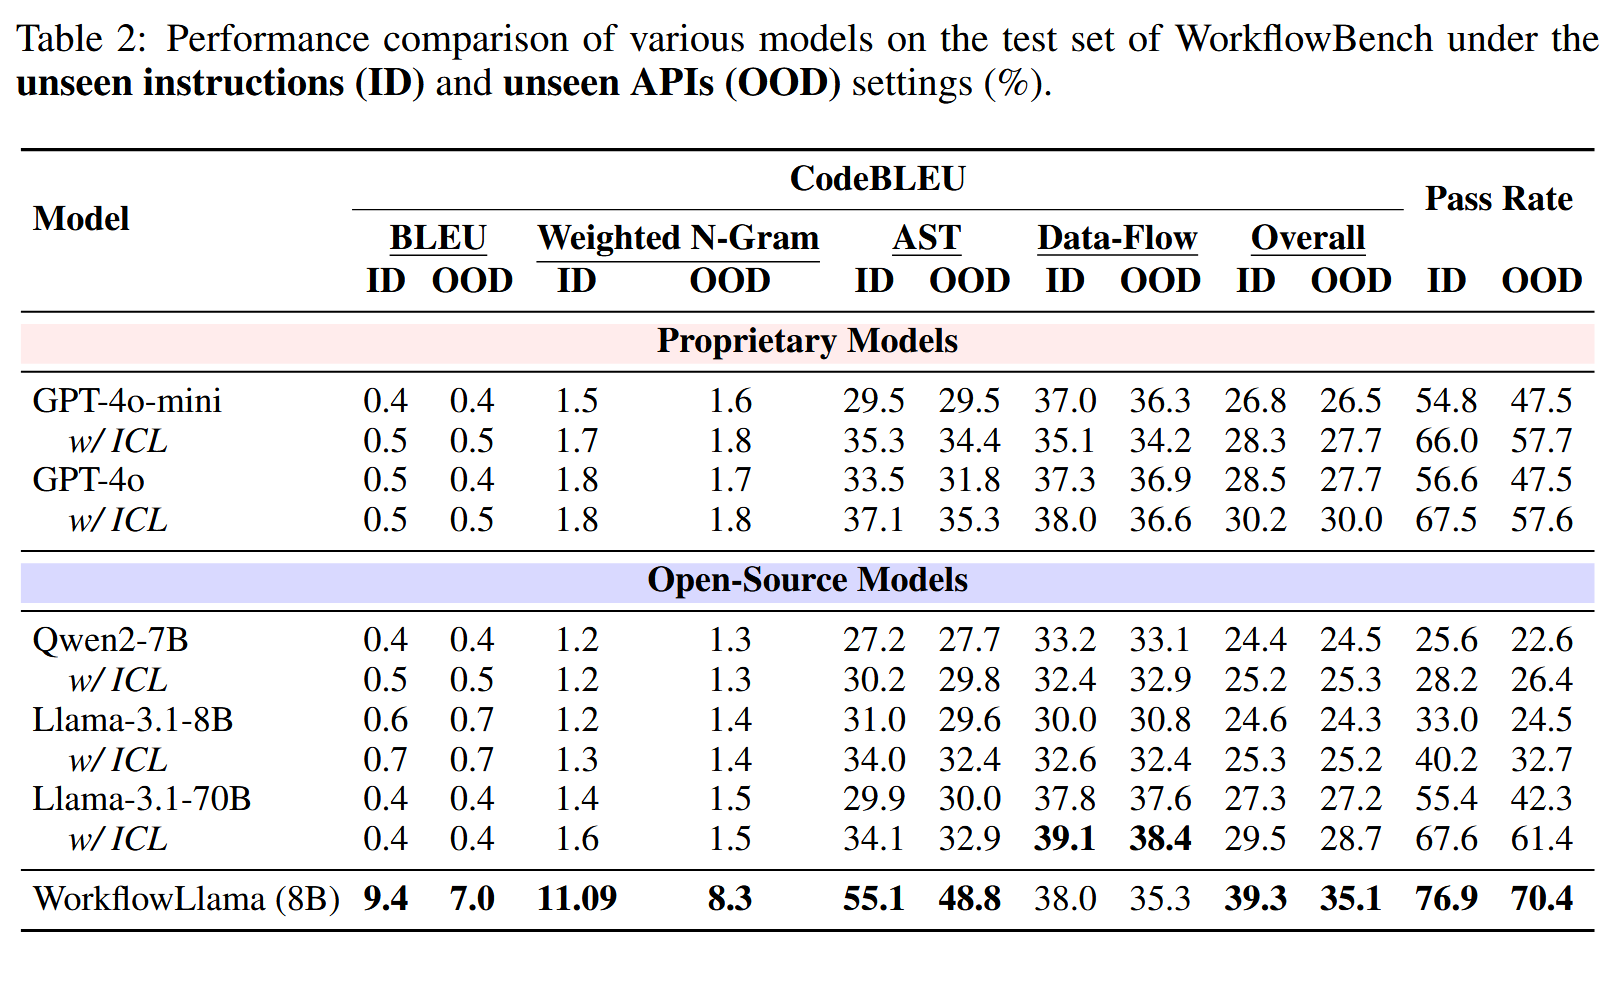 Table 2: Performance comparison of various models on the test set of WorkflowBench under the
unseen instructions (ID) and unseen APIs (OOD) settings (%).
CodeBLEU
Model Pass Rate
BLEU Weighted N-Gram AST Data-Flow Overall
ID OOD ID OOD ID OOD ID OOD ID OOD ID OOD
Proprietary Models
GPT-4o-mini 0.4 0.4 1.5 1.6 29.5 29.5 37.0 36.3 26.8 26.5 54.8 47.5
w/ ICL 0.5 0.5 1.7 1.8 35.3 34.4 35.1 34.2 28.3 27.7 66.0 57.7
GPT-4o 0.5 0.4 1.8 1.7 33.5 31.8 37.3 36.9 28.5 27.7 56.6 47.5
w/ ICL 0.5 0.5 1.8 1.8 37.1 35.3 38.0 36.6 30.2 30.0 67.5 57.6
Open-Source Models
Qwen2-7B 0.4 0.4 1.2 1.3 27.2 27.7 33.2 33.1 24.4 24.5 25.6 22.6
w/ ICL 0.5 0.5 1.2 1.3 30.2 29.8 32.4 32.9 25.2 25.3 28.2 26.4
Llama-3.1-8B 0.6 0.7 1.2 1.4 31.0 29.6 30.0 30.8 24.6 24.3 33.0 24.5
w/ ICL 0.7 0.7 1.3 1.4 34.0 32.4 32.6 32.4 25.3 25.2 40.2 32.7
Llama-3.1-70B 0.4 0.4 1.4 1.5 29.9 30.0 37.8 37.6 27.3 27.2 55.4 42.3
w/ ICL 0.4 0.4 1.6 1.5 34.1 32.9 39.1 38.4 29.5 28.7 67.6 61.4
WorkflowLlama (8B) 9.4 7.0 11.09 8.3 55.1 48.8 38.0 35.3 39.3 35.1 76.9 70.4